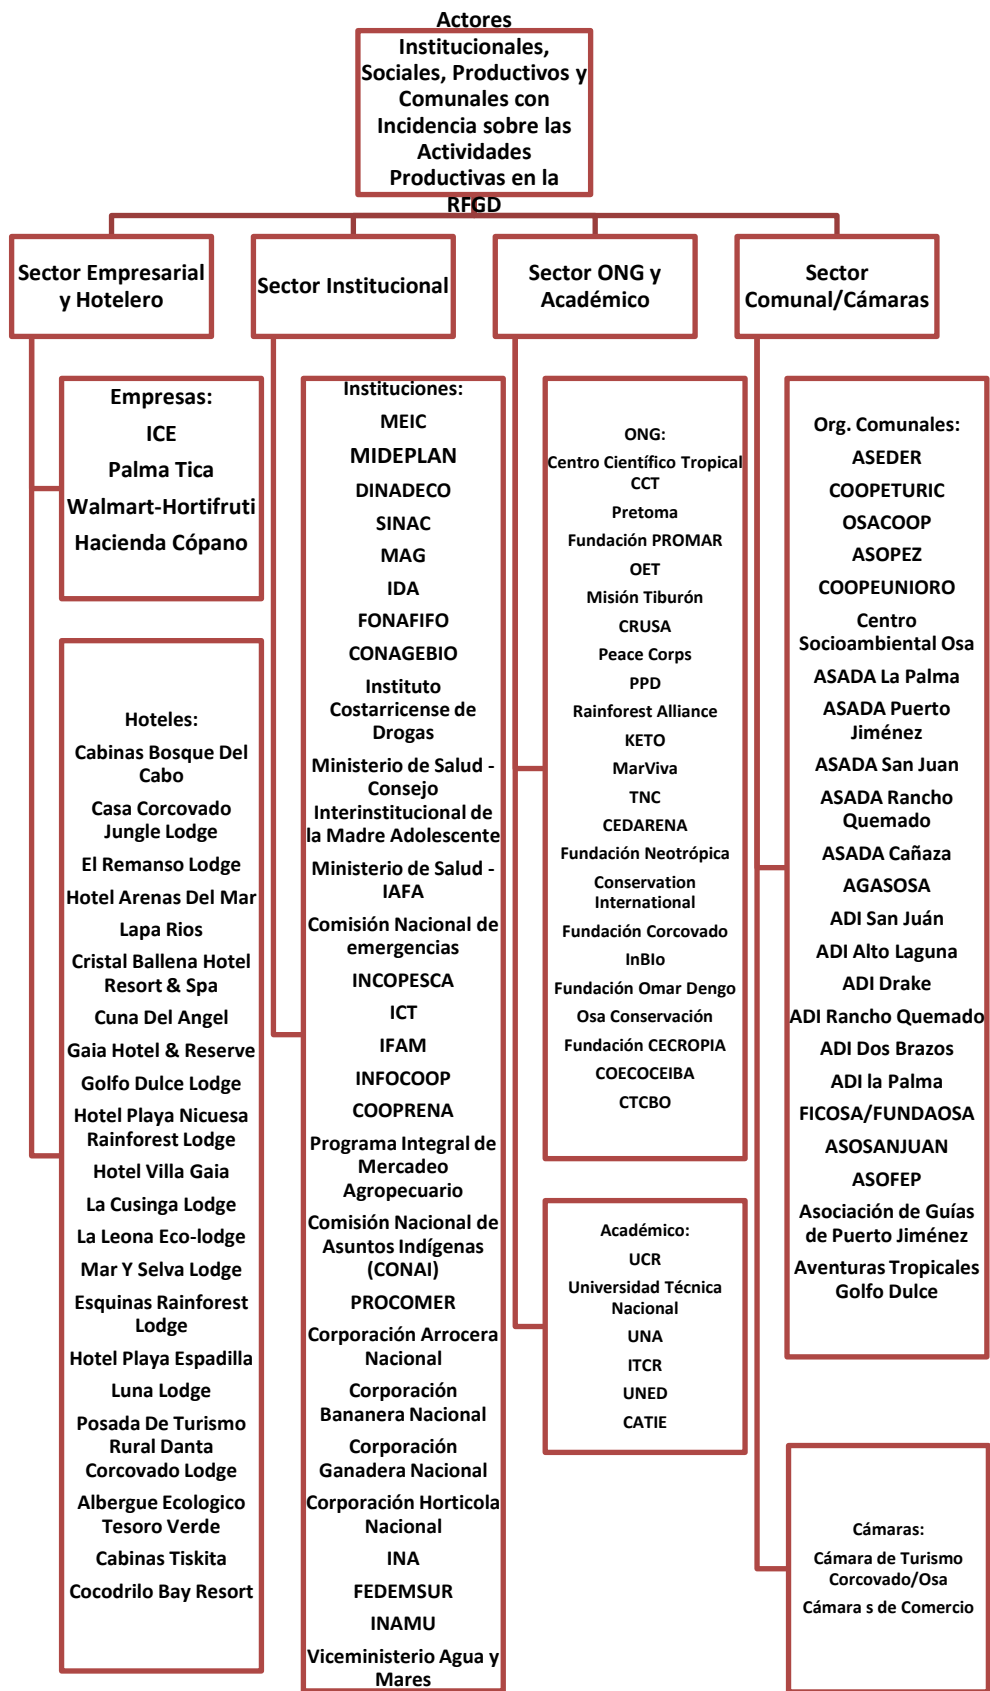 Actores
Institucionales,
Sociales, Productivos y
Comunales con
Incidencia sobre las
Actividades
Productivas en la
RFGD
Sector Empresarial
y Hotelero
Empresas:
ICE
Palma Tica
Walmart-Hortifruti
Hacienda Cópano
Hoteles:
Cabinas Bosque Del
Cabo
Casa Corcovado
Jungle Lodge
El Remanso Lodge
Hotel Arenas Del Mar
Lapa Rios
Cristal Ballena Hotel
Resort & Spa
Cuna Del Angel
Gaia Hotel & Reserve
Golfo Dulce Lodge
Hotel Playa Nicuesa
Rainforest Lodge
Hotel Villa Gaia
La Cusinga Lodge
La Leona Eco-lodge
Mar Y Selva Lodge
Esquinas Rainforest
Lodge
Hotel Playa Espadilla
Luna Lodge
Posada De Turismo
Rural Danta
Corcovado Lodge
Albergue Ecologico
Tesoro Verde
Cabinas Tiskita
Cocodrilo Bay Resort
Sector Institucional
Instituciones:
MEIC
MIDEPLAN
DINADECO
SINAC
MAG
IDA
FONAFIFO
CONAGEBIO
Instituto
Costarricense de
Drogas
Ministerio de Salud -
Consejo
Interinstitucional de
la Madre Adolescente
Ministerio de Salud -
IAFA
Comisión Nacional de
emergencias
INCOPESCA
ICT
IFAM
INFOCOOP
COOPRENA
Programa Integral de
Mercadeo
Agropecuario
Comisión Nacional de
Asuntos Indígenas
(CONAI)
PROCOMER
Corporación Arrocera
Nacional
Corporación
Bananera Nacional
Corporación
Ganadera Nacional
Corporación Horticola
Nacional
INA
FEDEMSUR
INAMU
Viceministerio Agua y
Mares
Sector ONG y
Académico
ONG:
Centro Científico Tropical
CCT
Pretoma
Fundación PROMAR
OET
Misión Tiburón
CRUSA
Peace Corps
PPD
Rainforest Alliance
KETO
MarViva
TNC
CEDARENA
Fundación Neotrópica
Conservation
International
Fundación Corcovado
InBIo
Fundación Omar Dengo
Osa Conservación
Fundación CECROPIA
COECOCEIBA
CTCBO
Académico:
UCR
Universidad Técnica
Nacional
UNA
ITCR
UNED
CATIE
Sector
Comunal/Cámaras
Org. Comunales:
ASEDER
COOPETURIC
OSACOOP
ASOPEZ
COOPEUNIORO
Centro
Socioambiental Osa
ASADA La Palma
ASADA Puerto
Jiménez
ASADA San Juan
ASADA Rancho
Quemado
ASADA Cañaza
AGASOSA
ADI San Juán
ADI Alto Laguna
ADI Drake
ADI Rancho Quemado
ADI Dos Brazos
ADI la Palma
FICOSA/FUNDAOSA
ASOSANJUAN
ASOFEP
Asociación de Guías
de Puerto Jiménez
Aventuras Tropicales
Golfo Dulce
Cámaras:
Cámara de Turismo
Corcovado/Osa
Cámara s de Comercio